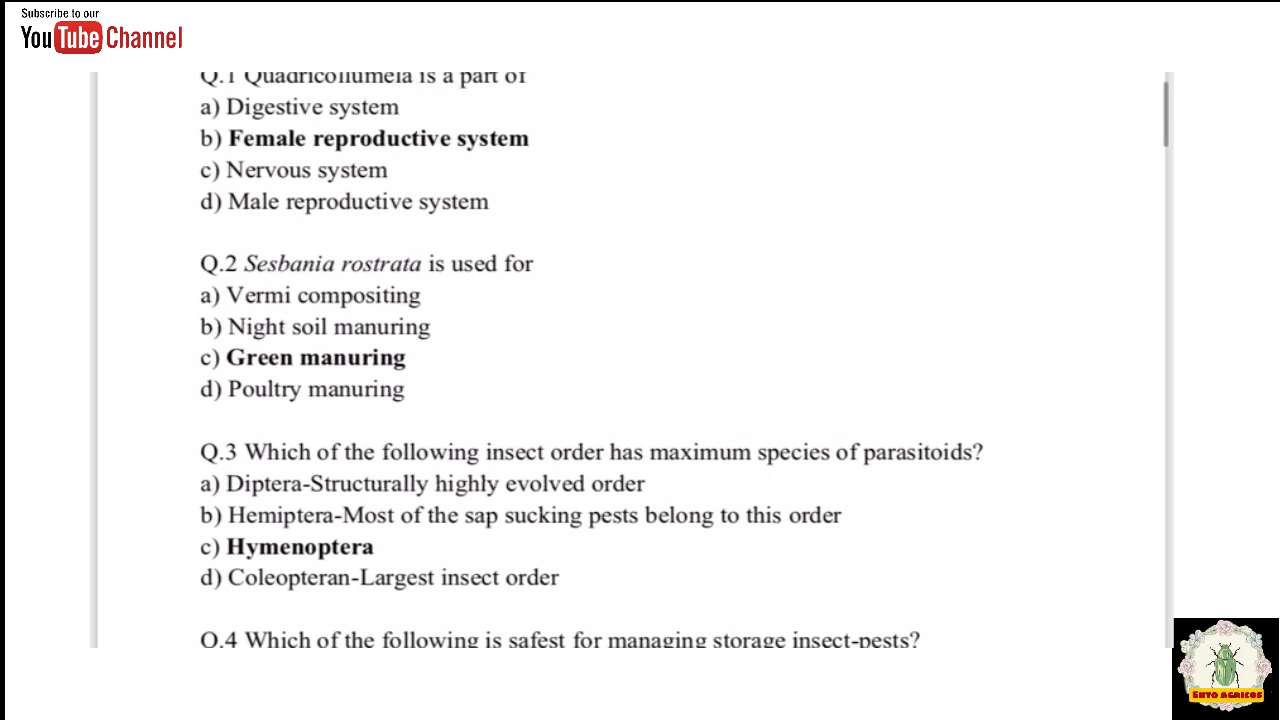 Subscribe to our
YouTube Channel
Q.1 Quadricollumela is a part of
a) Digestive system
b) Female reproductive system
c) Nervous system
d) Male reproductive system
Q.2 Sesbania rostrata is used for
a) Vermi compositing
b) Night soil manuring
c) Green manuring
d) Poultry manuring
Q.3 Which of the following insect order has maximum species of parasitoids?
a) Diptera-Structurally highly evolved order
b) Hemiptera-Most of the sap sucking pests belong to this order
c) Hymenoptera
d) Coleopteran-Largest insect order
Q.4 Which of the following is safest for managing storage insect-pests?
ENTO AGRICOS